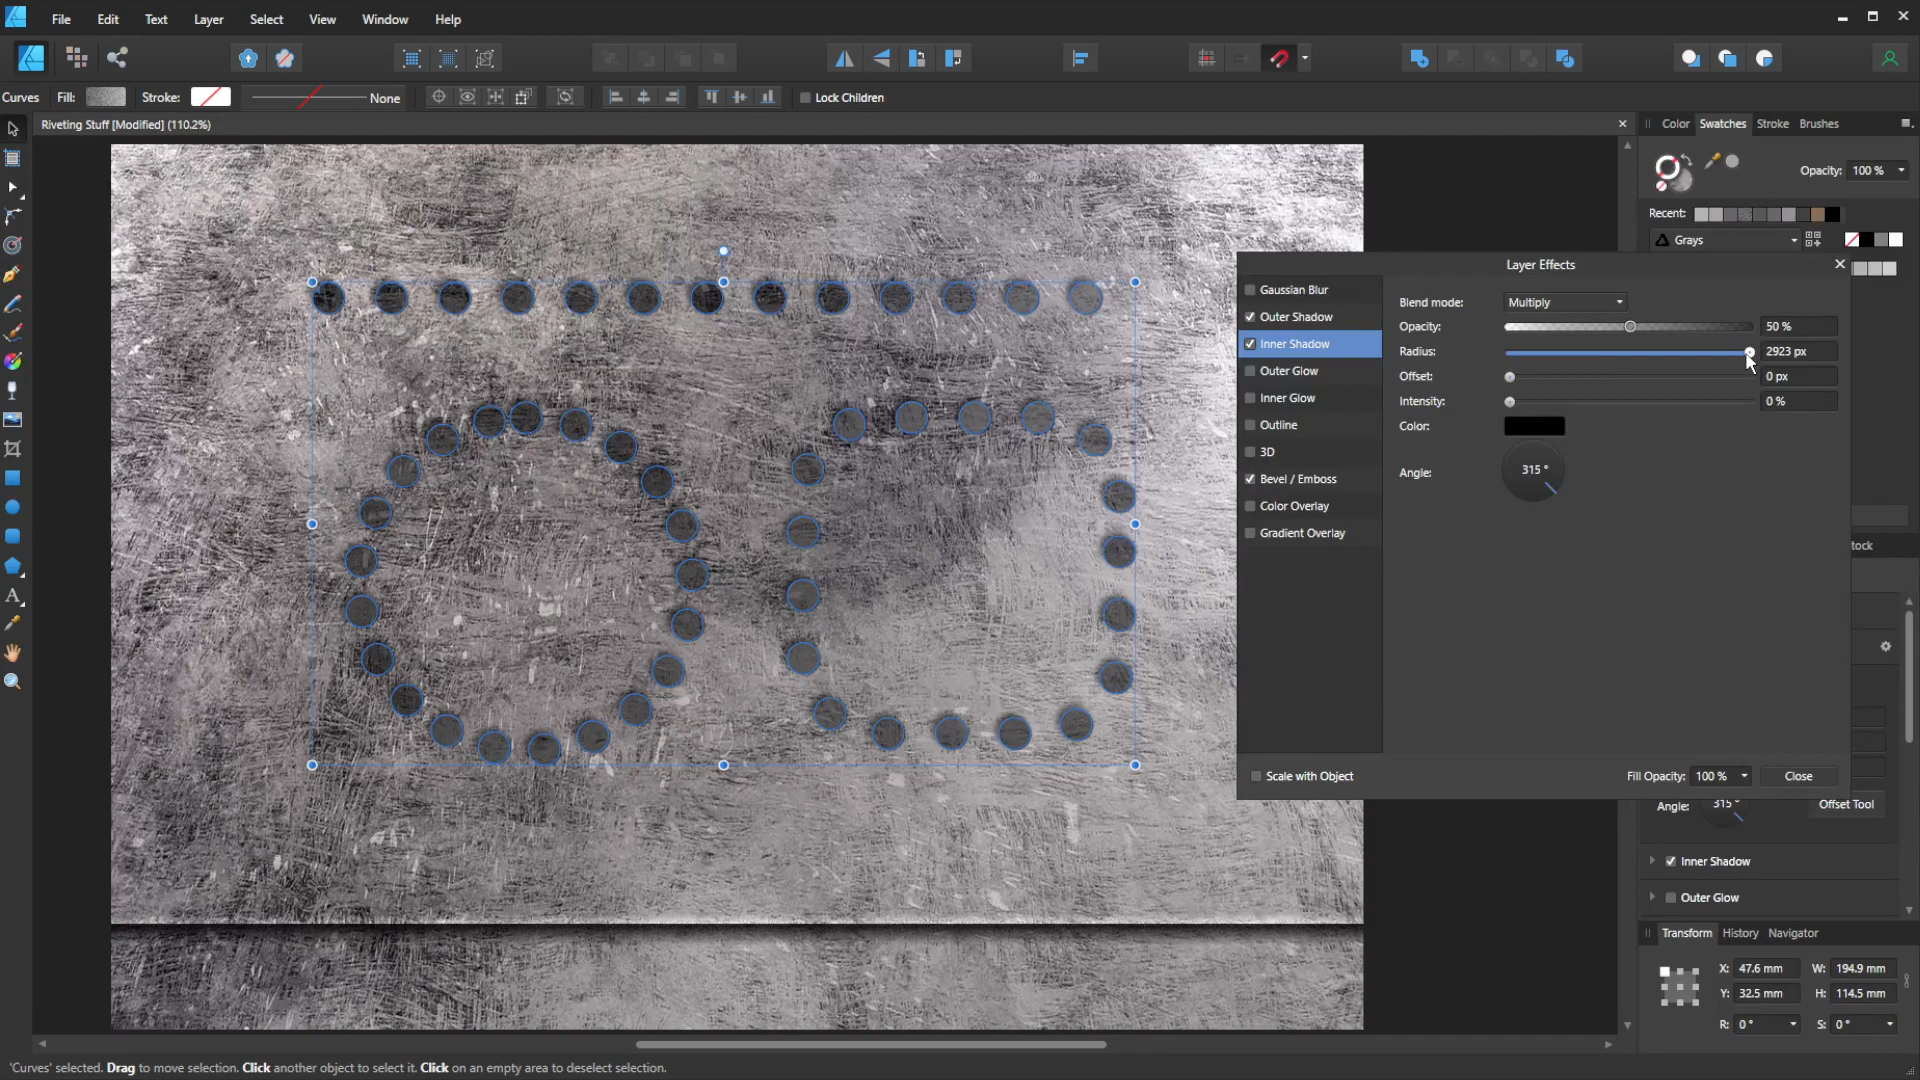 File Edit Text Layer Select View Window Help
Curves Fill: Stroke: None Lock Children
Riveting Stuff [Modified] (110.2%)
Color Swatches Stroke Brushes
Opacity: 100 %
Recent:
Grays
Layer Effects
Gaussian Blur
Outer Shadow
Inner Shadow
Outer Glow
Inner Glow
Outline
3D
Bevel / Emboss
Color Overlay
Gradient Overlay
Blend mode: Multiply
Opacity: 50 %
Radius: 2923 px
Offset: 0 px
Intensity: 0 %
Color:
Angle: 315 °
Scale with Object
Fill Opacity: 100 % Close
tock
Angle: 315 ° Offset Tool
Inner Shadow
Outer Glow
Transform History Navigator
X: 47.6 mm W: 194.9 mm
Y: 32.5 mm H: 114.5 mm
R: 0 ° S: 0 °
'Curves' selected. Drag to move selection. Click another object to select it. Click on an empty area to deselect selection.